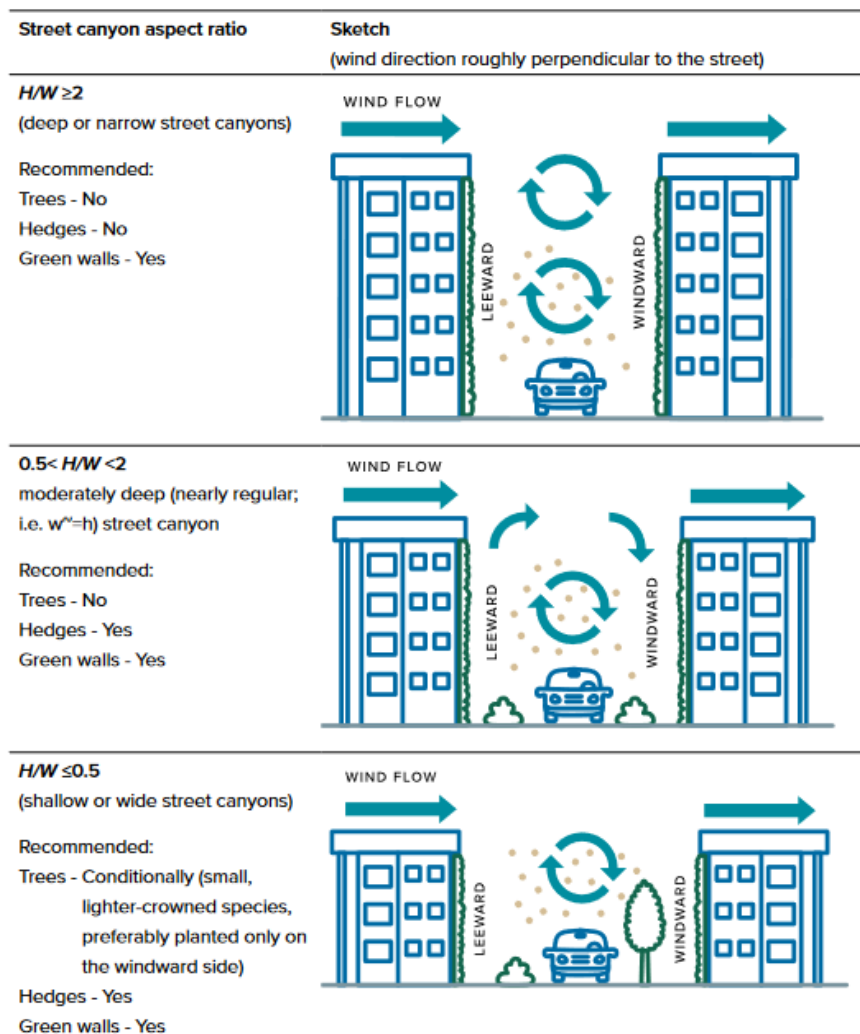 Street canyon aspect ratio
Sketch
(wind direction roughly perpendicular to the street)
H/W ≥2
(deep or narrow street canyons)
Recommended:
Trees - No
Hedges - No
Green walls - Yes
WIND FLOW
LEEWARD
WINDWARD
0.5< H/W <2
moderately deep (nearly regular;
i.e. w~=h) street canyon
Recommended:
Trees - No
Hedges - Yes
Green walls - Yes
WIND FLOW
LEEWARD
WINDWARD
H/W ≤0.5
(shallow or wide street canyons)
Recommended:
Trees - Conditionally (small,
lighter-crowned species,
preferably planted only on
the windward side)
Hedges - Yes
Green walls - Yes
WIND FLOW
LEEWARD
WINDWARD